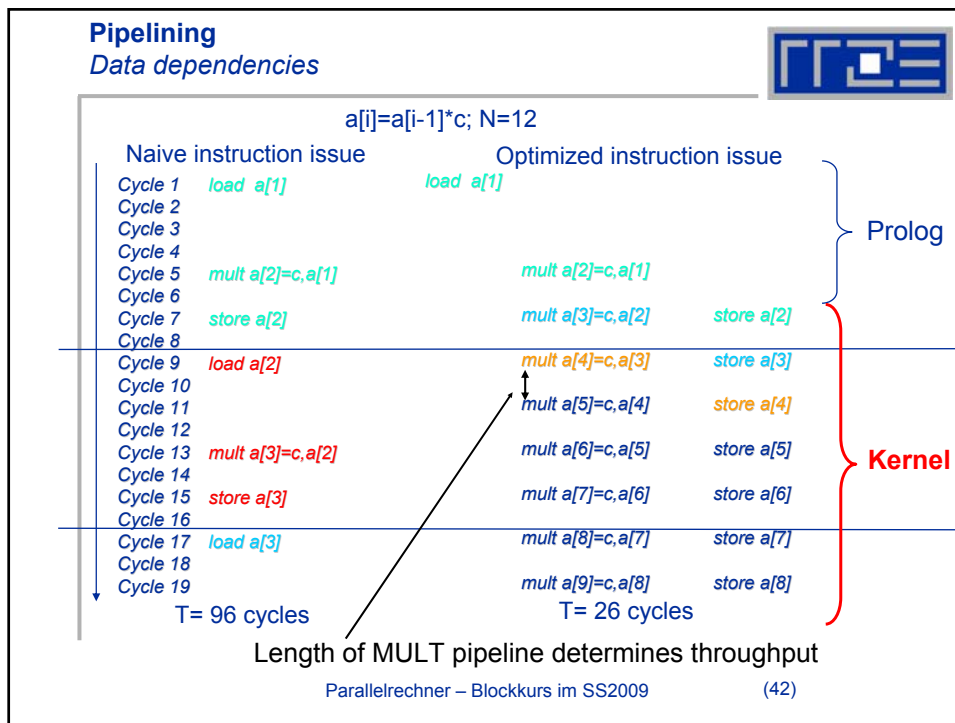 Pipelining
Data dependencies
a[i]=a[i-1]*c; N=12
Naive instruction issue Optimized instruction issue
Cycle 1 load a[1] load a[1]
Cycle 2
Cycle 3
Prolog
Cycle 4
Cycle 5 mult a[2]=c,a[1] mult a[2]=c,a[1]
Cycle 6
Cycle 7 store a[2] mult a[3]=c,a[2] store a[2]
Cycle 8
Cycle 9 load a[2] mult a[4]=c,a[3] store a[3]
Cycle 10
Cycle 11 mult a[5]=c,a[4] store a[4]
Cycle 12
Cycle 13 mult a[3]=c,a[2] mult a[6]=c,a[5] store a[5]
Kernel
Cycle 14
Cycle 15 store a[3] mult a[7]=c,a[6] store a[6]
Cycle 16
Cycle 17 load a[3] mult a[8]=c,a[7] store a[7]
Cycle 18
Cycle 19 mult a[9]=c,a[8] store a[8]
T= 96 cycles T= 26 cycles
Length of MULT pipeline determines throughput
Parallelrechner – Blockkurs im SS2009 (42)